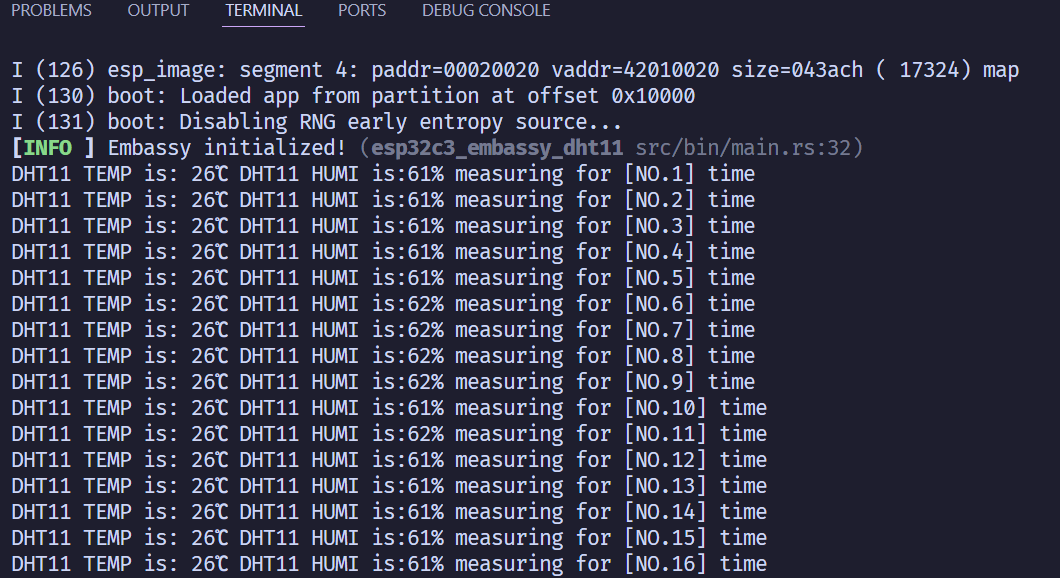 PROBLEMS OUTPUT TERMINAL PORTS DEBUG CONSOLE
I (126) esp_image: segment 4: paddr=00020020 vaddr=42010020 size=043ach ( 17324) map
I (130) boot: Loaded app from partition at offset 0x10000
I (131) boot: Disabling RNG early entropy source...
[INFO ] Embassy initialized! (esp32c3_embassy_dht11 src/bin/main.rs:32)
DHT11 TEMP is: 26℃ DHT11 HUMI is:61% measuring for [NO.1] time
DHT11 TEMP is: 26℃ DHT11 HUMI is:61% measuring for [NO.2] time
DHT11 TEMP is: 26℃ DHT11 HUMI is:61% measuring for [NO.3] time
DHT11 TEMP is: 26℃ DHT11 HUMI is:61% measuring for [NO.4] time
DHT11 TEMP is: 26℃ DHT11 HUMI is:61% measuring for [NO.5] time
DHT11 TEMP is: 26℃ DHT11 HUMI is:62% measuring for [NO.6] time
DHT11 TEMP is: 26℃ DHT11 HUMI is:62% measuring for [NO.7] time
DHT11 TEMP is: 26℃ DHT11 HUMI is:62% measuring for [NO.8] time
DHT11 TEMP is: 26℃ DHT11 HUMI is:62% measuring for [NO.9] time
DHT11 TEMP is: 26℃ DHT11 HUMI is:61% measuring for [NO.10] time
DHT11 TEMP is: 26℃ DHT11 HUMI is:62% measuring for [NO.11] time
DHT11 TEMP is: 26℃ DHT11 HUMI is:61% measuring for [NO.12] time
DHT11 TEMP is: 26℃ DHT11 HUMI is:61% measuring for [NO.13] time
DHT11 TEMP is: 26℃ DHT11 HUMI is:61% measuring for [NO.14] time
DHT11 TEMP is: 26℃ DHT11 HUMI is:61% measuring for [NO.15] time
DHT11 TEMP is: 26℃ DHT11 HUMI is:61% measuring for [NO.16] time